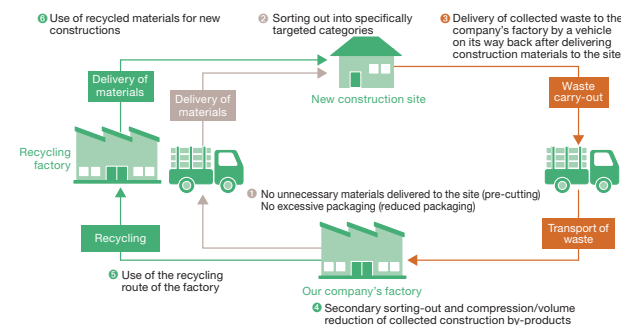 ❻ Use of recycled materials for new
constructions
❷ Sorting out into specifically
targeted categories
❸ Delivery of collected waste to the
company's factory by a vehicle
on its way back after delivering
construction materials to the site
Delivery of
materials
Delivery of
materials
New construction site
Waste
carry-out
Recycling
factory
❶ No unnecessary materials delivered to the site (pre-cutting)
No excessive packaging (reduced packaging)
Recycling
Transport of
waste
❺ Use of the recycling
route of the factory
Our company's factory
❹ Secondary sorting-out and compression/volume
reduction of collected construction by-products